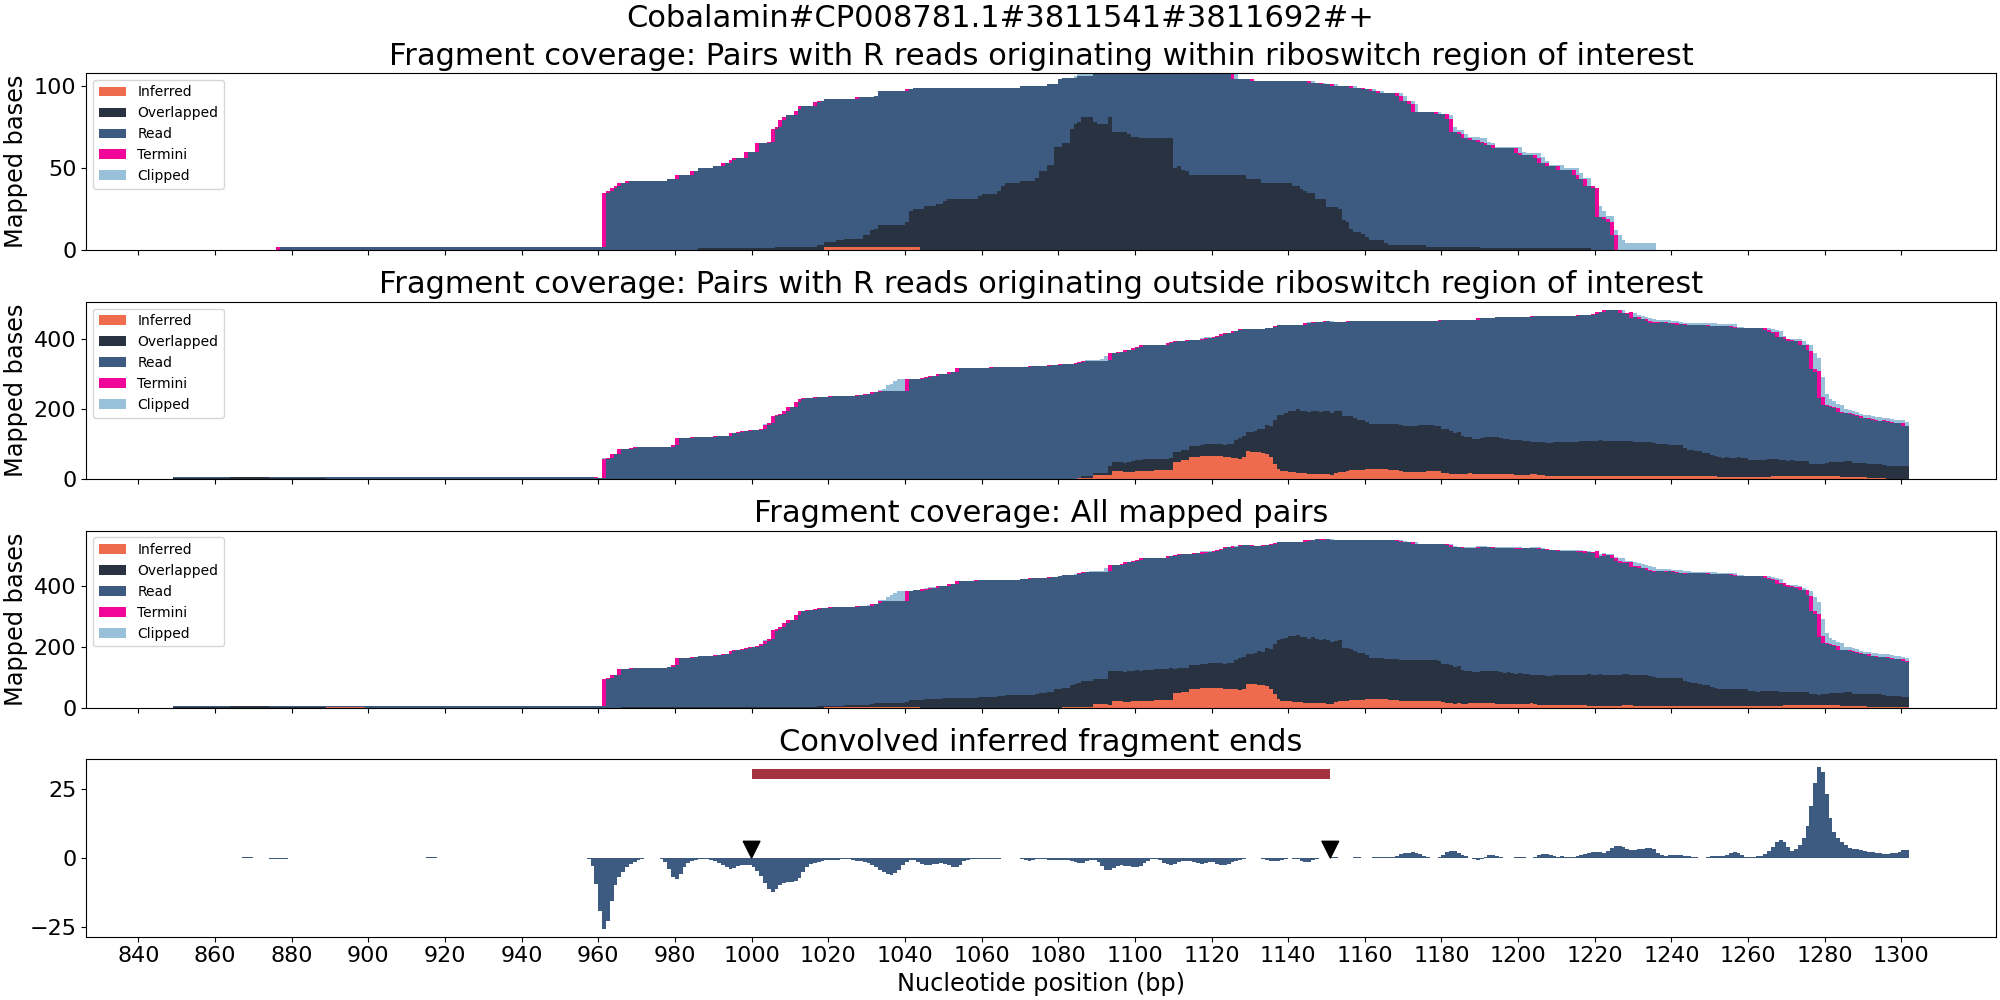 Cobalamin#CP008781.1#3811541#3811692#+
Fragment coverage: Pairs with R reads originating within riboswitch region of interest
Mapped bases
100
50
0
Inferred
Overlapped
Read
Termini
Clipped
Fragment coverage: Pairs with R reads originating outside riboswitch region of interest
Mapped bases
400
200
0
Inferred
Overlapped
Read
Termini
Clipped
Fragment coverage: All mapped pairs
Mapped bases
400
200
0
Inferred
Overlapped
Read
Termini
Clipped
Convolved inferred fragment ends
25
0
−25
840 860 880 900 920 940 960 980 1000 1020 1040 1060 1080 1100 1120 1140 1160 1180 1200 1220 1240 1260 1280 1300
Nucleotide position (bp)